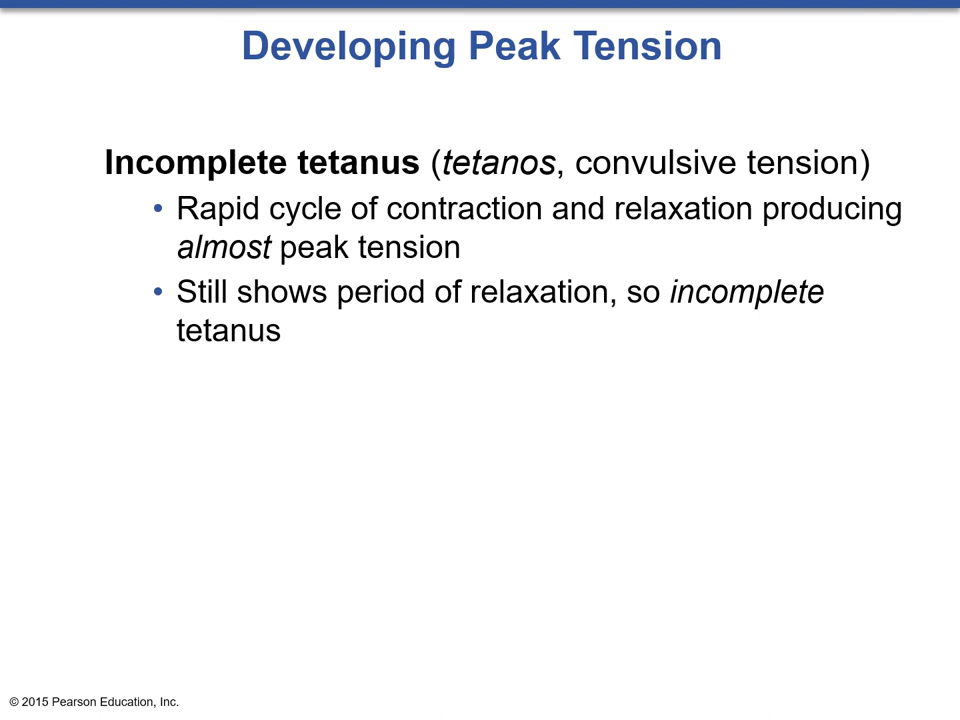 Developing Peak Tension
Incomplete tetanus (tetanos, convulsive tension)
• Rapid cycle of contraction and relaxation producing
almost peak tension
• Still shows period of relaxation, so incomplete
tetanus
© 2015 Pearson Education, Inc.